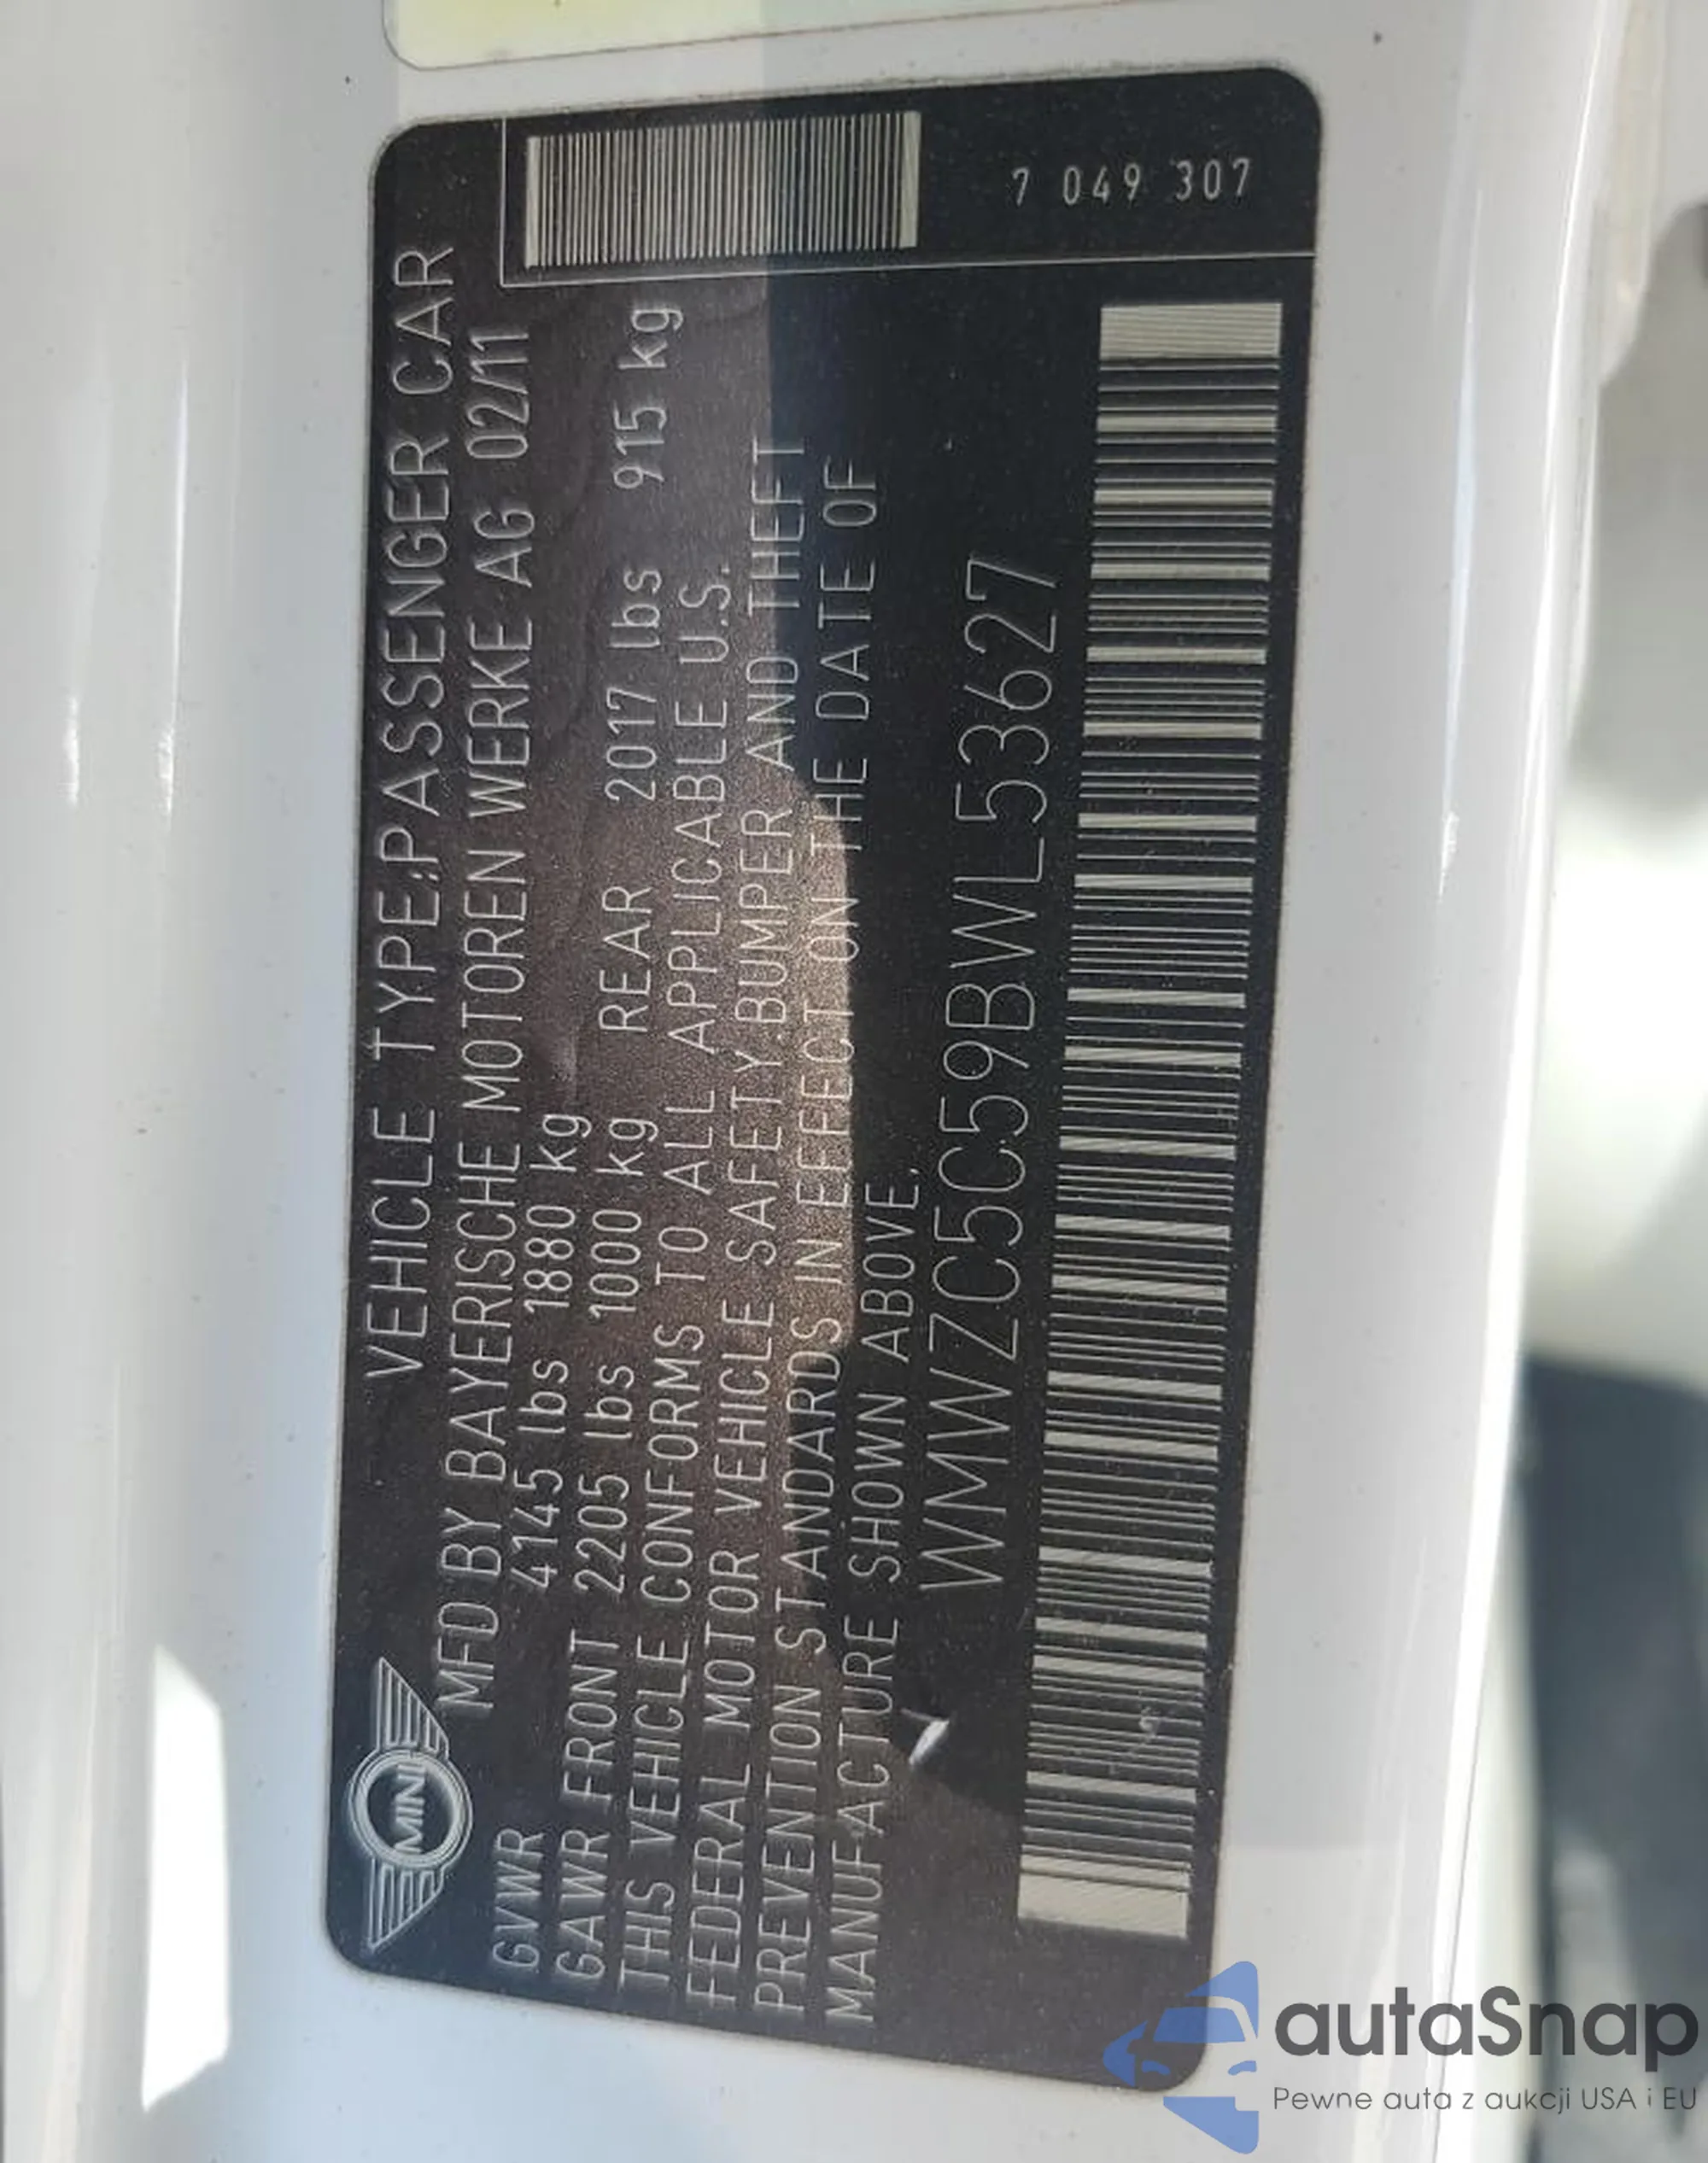 MINI
VEHICLE TYPE:PASSENGER CAR
MFD BY BAYERISCHE MOTOREN WERKE AG 02/11
GVWR 4145 lbs 1880 kg
GAWR FRONT 2205 lbs 1000 kg REAR 2017 lbs 915 kg
THIS VEHICLE CONFORMS TO ALL APPLICABLE U.S.
FEDERAL MOTOR VEHICLE SAFETY.BUMPER AND THEFT
PREVENTION STANDARDS IN EFFECT ON THE DATE OF
MANUFACTURE SHOWN ABOVE.
WMWZC5C59BWL53627
7 049 307
autaSnap
Pewne auta z aukcji USA i EU